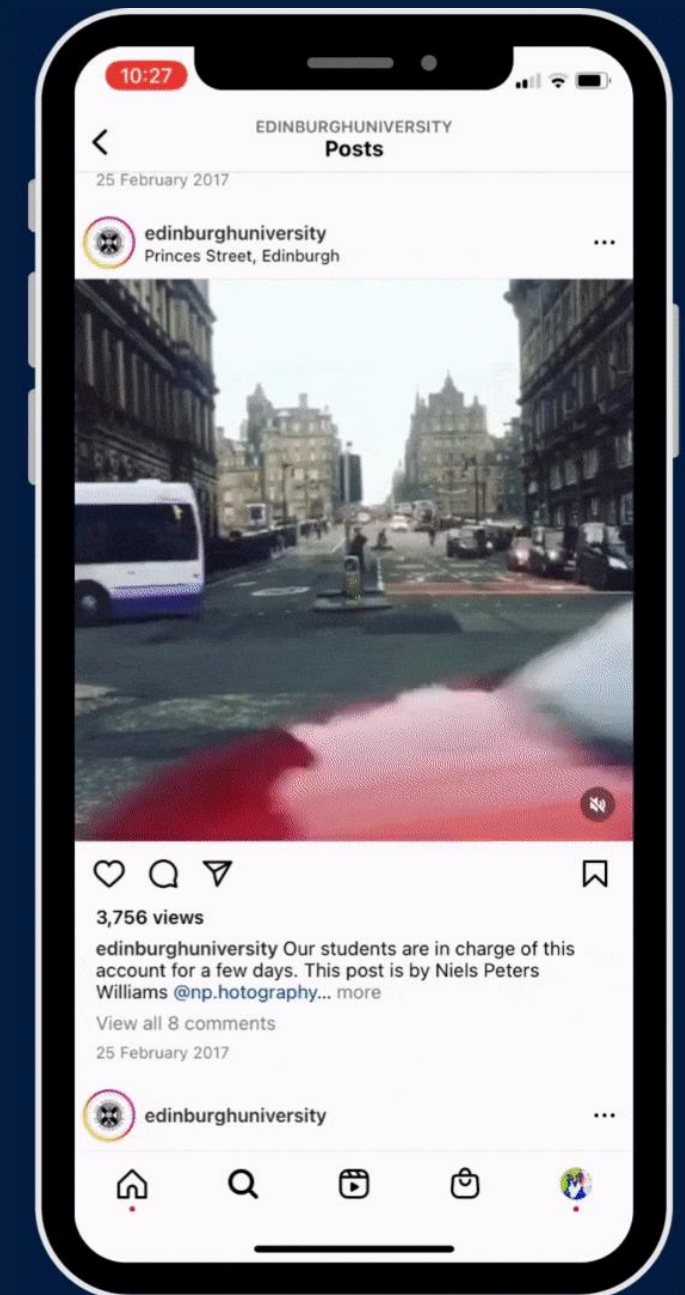 10:27
EDINBURGHUNIVERSITY
Posts
25 February 2017
edinburghuniversity
Princes Street, Edinburgh
3,756 views
edinburghuniversity Our students are in charge of this
account for a few days. This post is by Niels Peters
Williams @np.hotography... more
View all 8 comments
25 February 2017
edinburghuniversity